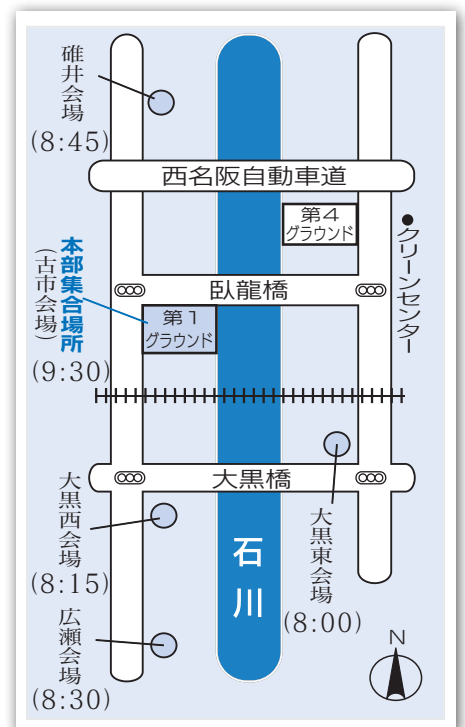 碓井会場
(8:45)
西名阪自動車道
第4
グラウンド
クリーンセンター
臥龍橋
本部集合場所
(古市会場)
(9:30)
第1
グラウンド
大黒橋
大黒西会場
(8:15)
大黒東会場
(8:00)
石川
広瀬会場
(8:30)
N